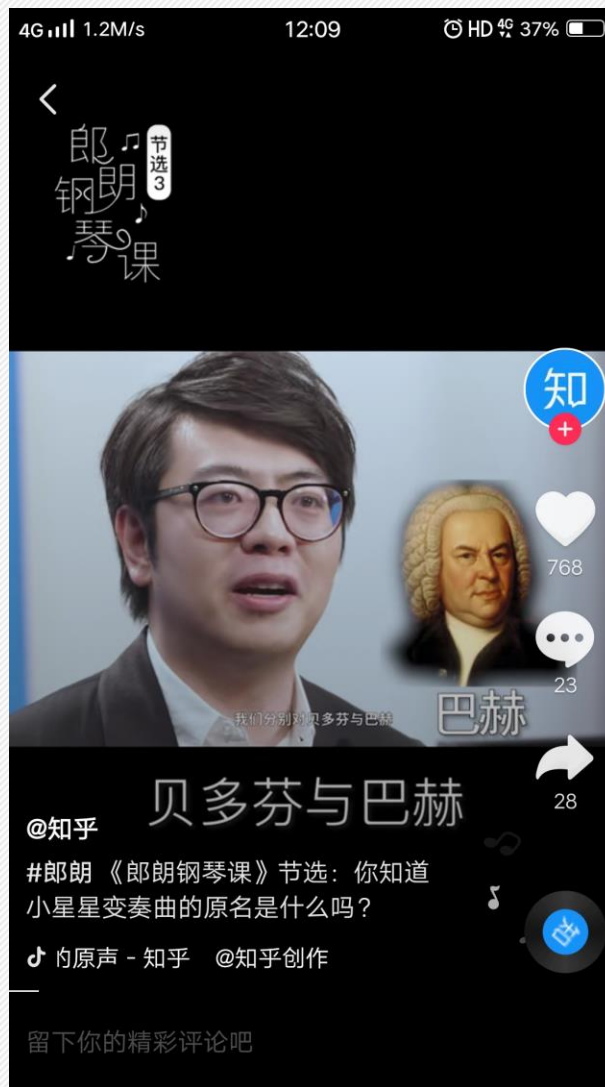 4G 1.2M/s 12:09 HD 4G 37%
郎朗
钢琴课
节选3
知
768
我们分别对贝多芬与巴赫
巴赫
23
贝多芬与巴赫
28
@知乎
#郎朗 《郎朗钢琴课》节选：你知道
小星星变奏曲的原名是什么吗？
的原声 - 知乎 @知乎创作
留下你的精彩评论吧